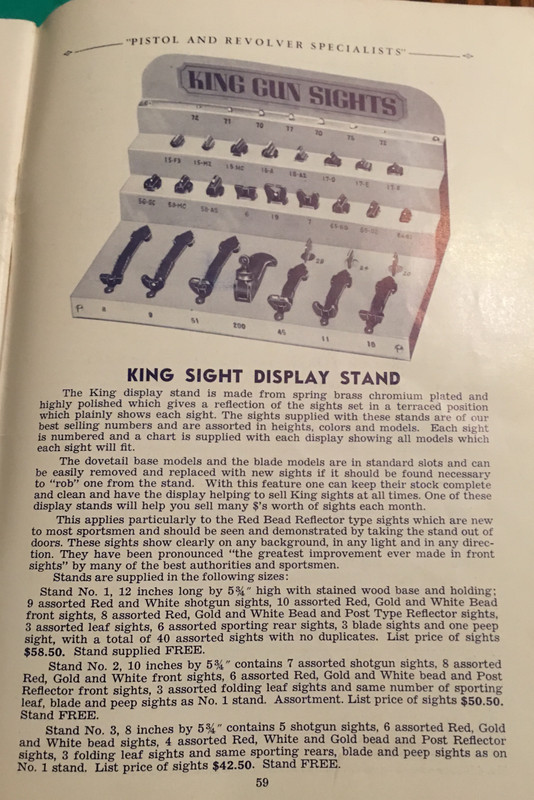 "PISTOL AND REVOLVER SPECIALISTS"
KING GUN SIGHTS
KING SIGHT DISPLAY STAND
The King display stand is made from spring brass chromium plated and
highly polished which gives a reflection of the sights set in a terraced position
which plainly shows each sight. The sights supplied with these stands are of our
best selling numbers and are assorted in heights, colors and models. Each sight
is numbered and a chart is supplied with each display showing all models which
each sight will fit.
The dovetail base models and the blade models are in standard slots and can
be easily removed and replaced with new sights if it should be found necessary
to "rob" one from the stand. With this feature one can keep their stock complete
and clean and have the display helping to sell King sights at all times. One of these
display stands will help you sell many $'s worth of sights each month.
This applies particularly to the Red Bead Reflector type sights which are new
to most sportsmen and should be seen and demonstrated by taking the stand out of
doors. These sights show clearly on any background, in any light and in any direc-
tion. They have been pronounced "the greatest improvement ever made in front
sights" by many of the best authorities and sportsmen.
Stands are supplied in the following sizes:
Stand No. 1, 12 inches long by 5¾" high with stained wood base and holding;
9 assorted Red and White shotgun sights, 10 assorted Red, Gold and White Bead
front sights, 8 assorted Red, Gold and White Bead and Post Type Reflector sights,
3 assorted leaf sights, 6 assorted sporting rear sights, 3 blade sights and one peep
sight, with a total of 40 assorted sights with no duplicates. List price of sights
$58.50. Stand supplied FREE.
Stand No. 2, 10 inches by 5¾" contains 7 assorted shotgun sights, 8 assorted
Red, Gold and White front sights, 6 assorted Red, Gold and White bead and Post
Reflector front sights, 3 assorted folding leaf sights and same number of sporting
leaf, blade and peep sights as No. 1 stand. Assortment. List price of sights $50.50.
Stand FREE.
Stand No. 3, 8 inches by 5¾" contains 5 shotgun sights, 6 assorted Red, Gold
and White bead sights, 4 assorted Red, White and Gold bead and Post Reflector
sights, 3 folding leaf sights and same sporting rears, blade and peep sights as on
No. 1 stand. List price of sights $42.50. Stand FREE.
59